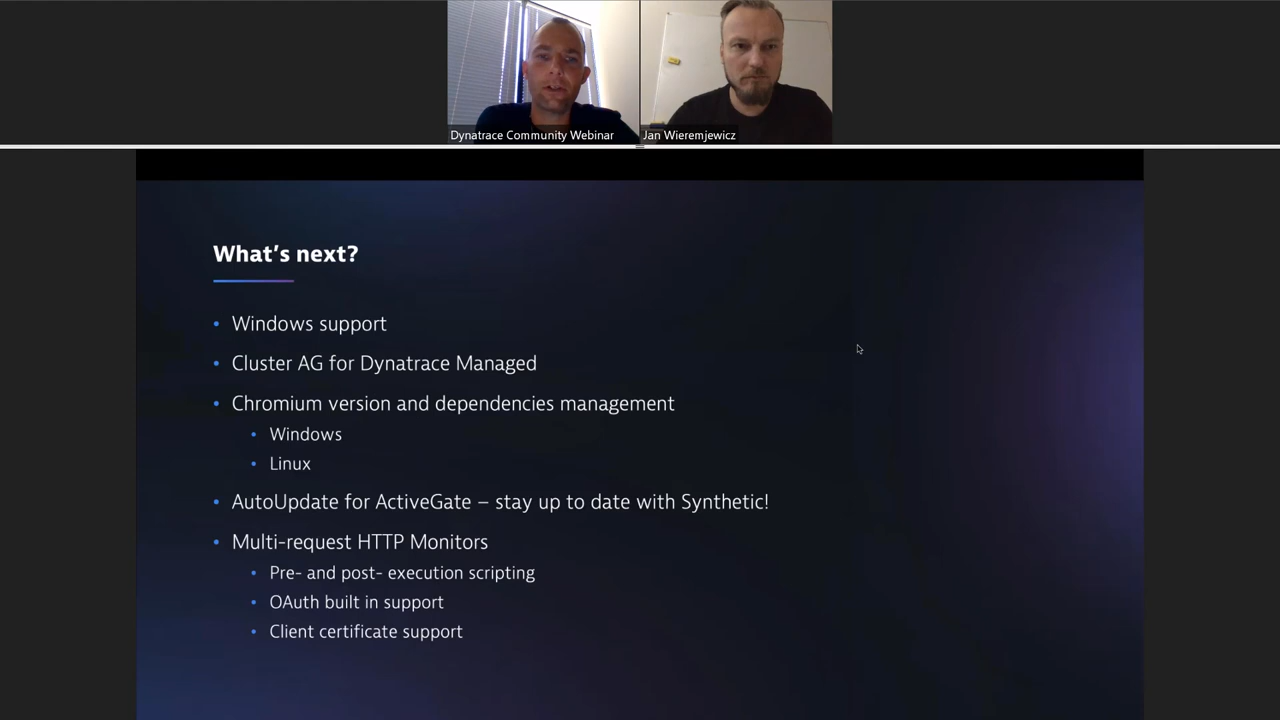 Dynatrace Community Webinar
Jan Wieremjewicz
What's next?
• Windows support
• Cluster AG for Dynatrace Managed
• Chromium version and dependencies management
• Windows
• Linux
• AutoUpdate for ActiveGate – stay up to date with Synthetic!
• Multi-request HTTP Monitors
• Pre- and post- execution scripting
• OAuth built in support
• Client certificate support